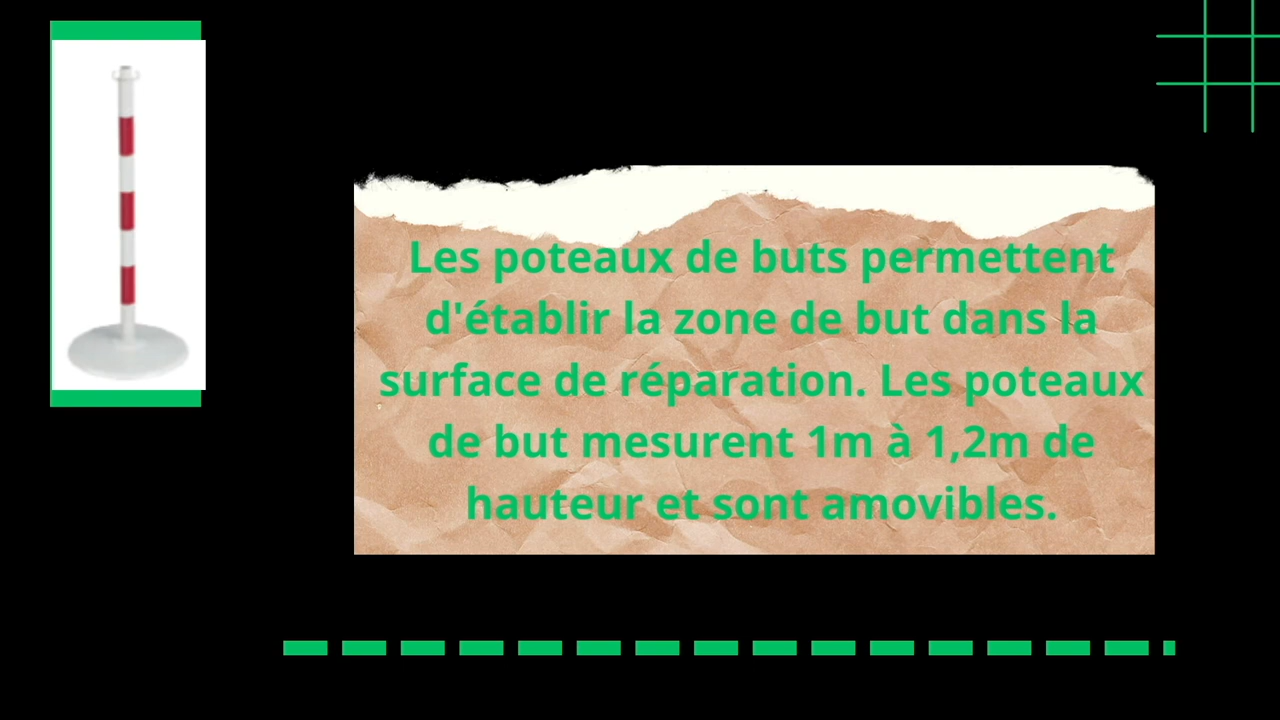 Les poteaux de buts permettent
d'établir la zone de but dans la
surface de réparation. Les poteaux
de but mesurent 1m à 1,2m de
hauteur et sont amovibles.